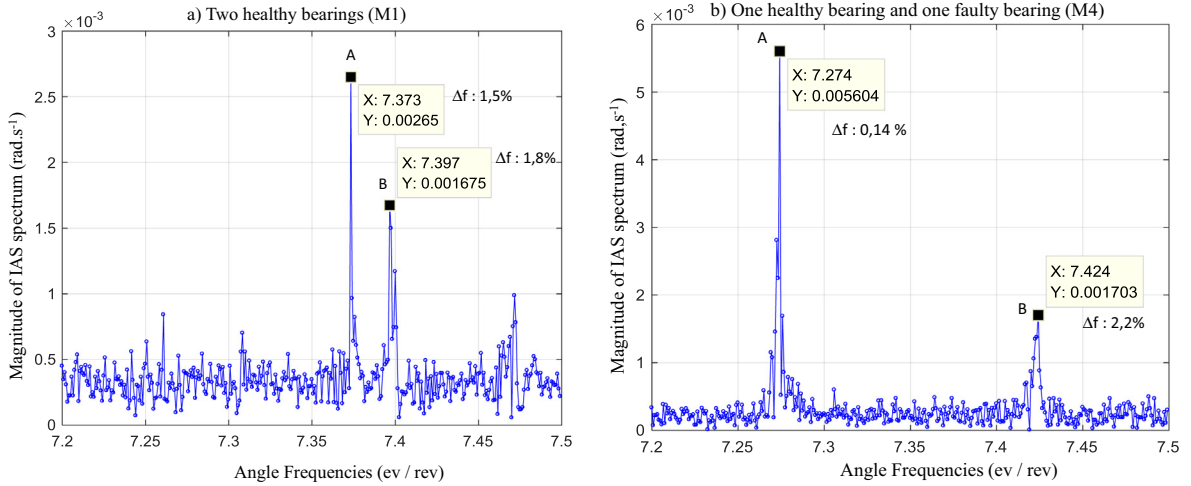 a) Two healthy bearings (M1)
×10⁻³
3
2.5
2
1.5
1
0.5
0
7.2
7.25
7.3
7.35
7.4
7.45
7.5
Magnitude of IAS spectrum (rad.s⁻¹)
Angle Frequencies (ev / rev)
A
X: 7.373
Y: 0.00265
Δf : 1,5%
B
X: 7.397
Y: 0.001675
Δf : 1,8%
b) One healthy bearing and one faulty bearing (M4)
×10⁻³
6
5
4
3
2
1
0
7.2
7.25
7.3
7.35
7.4
7.45
7.5
Magnitude of IAS spectrum (rad,s⁻¹)
Angle Frequencies (ev / rev)
A
X: 7.274
Y: 0.005604
Δf : 0,14 %
B
X: 7.424
Y: 0.001703
Δf : 2,2%